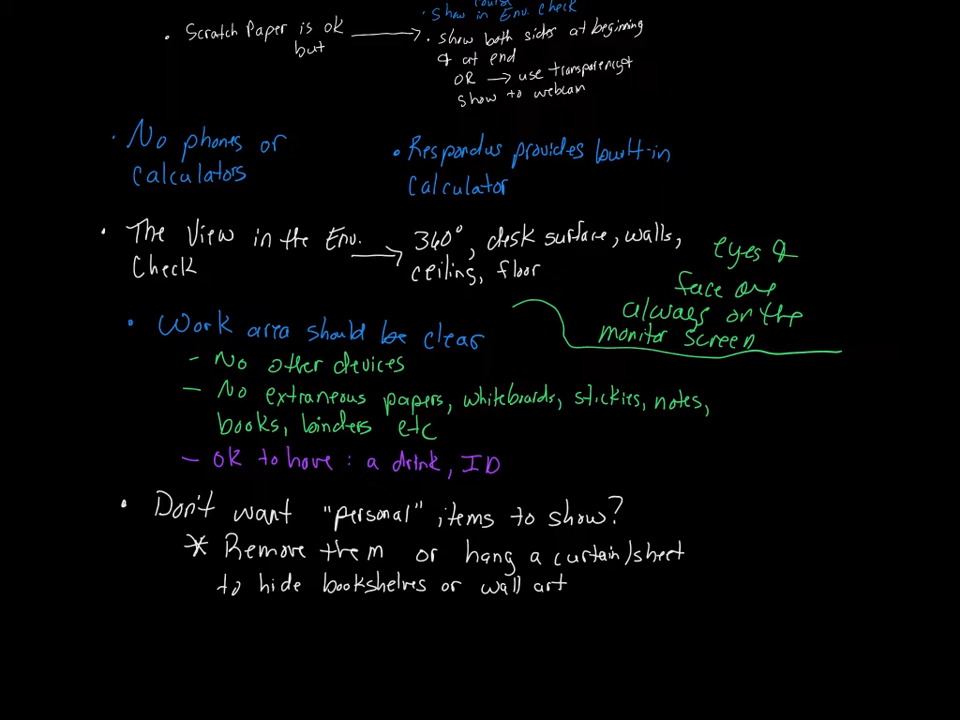 • Show in Env. Check
• Scratch Paper is ok
but
• Show both sides at beginning
& at end
OR → use transparency &
show to webcam
• No phones or
calculators
• Respondus provides built-in
calculator
• The View in the Env.
Check
360°, desk surface, walls,
ceiling, floor
eyes &
face are
always on the
monitor screen
• Work area should be clear
- No other devices
- No extraneous papers, whiteboards, stickies, notes,
books, binders etc
- ok to have : a drink, ID
• Don't want "personal" items to show?
* Remove them or hang a curtain/sheet
to hide bookshelves or wall art